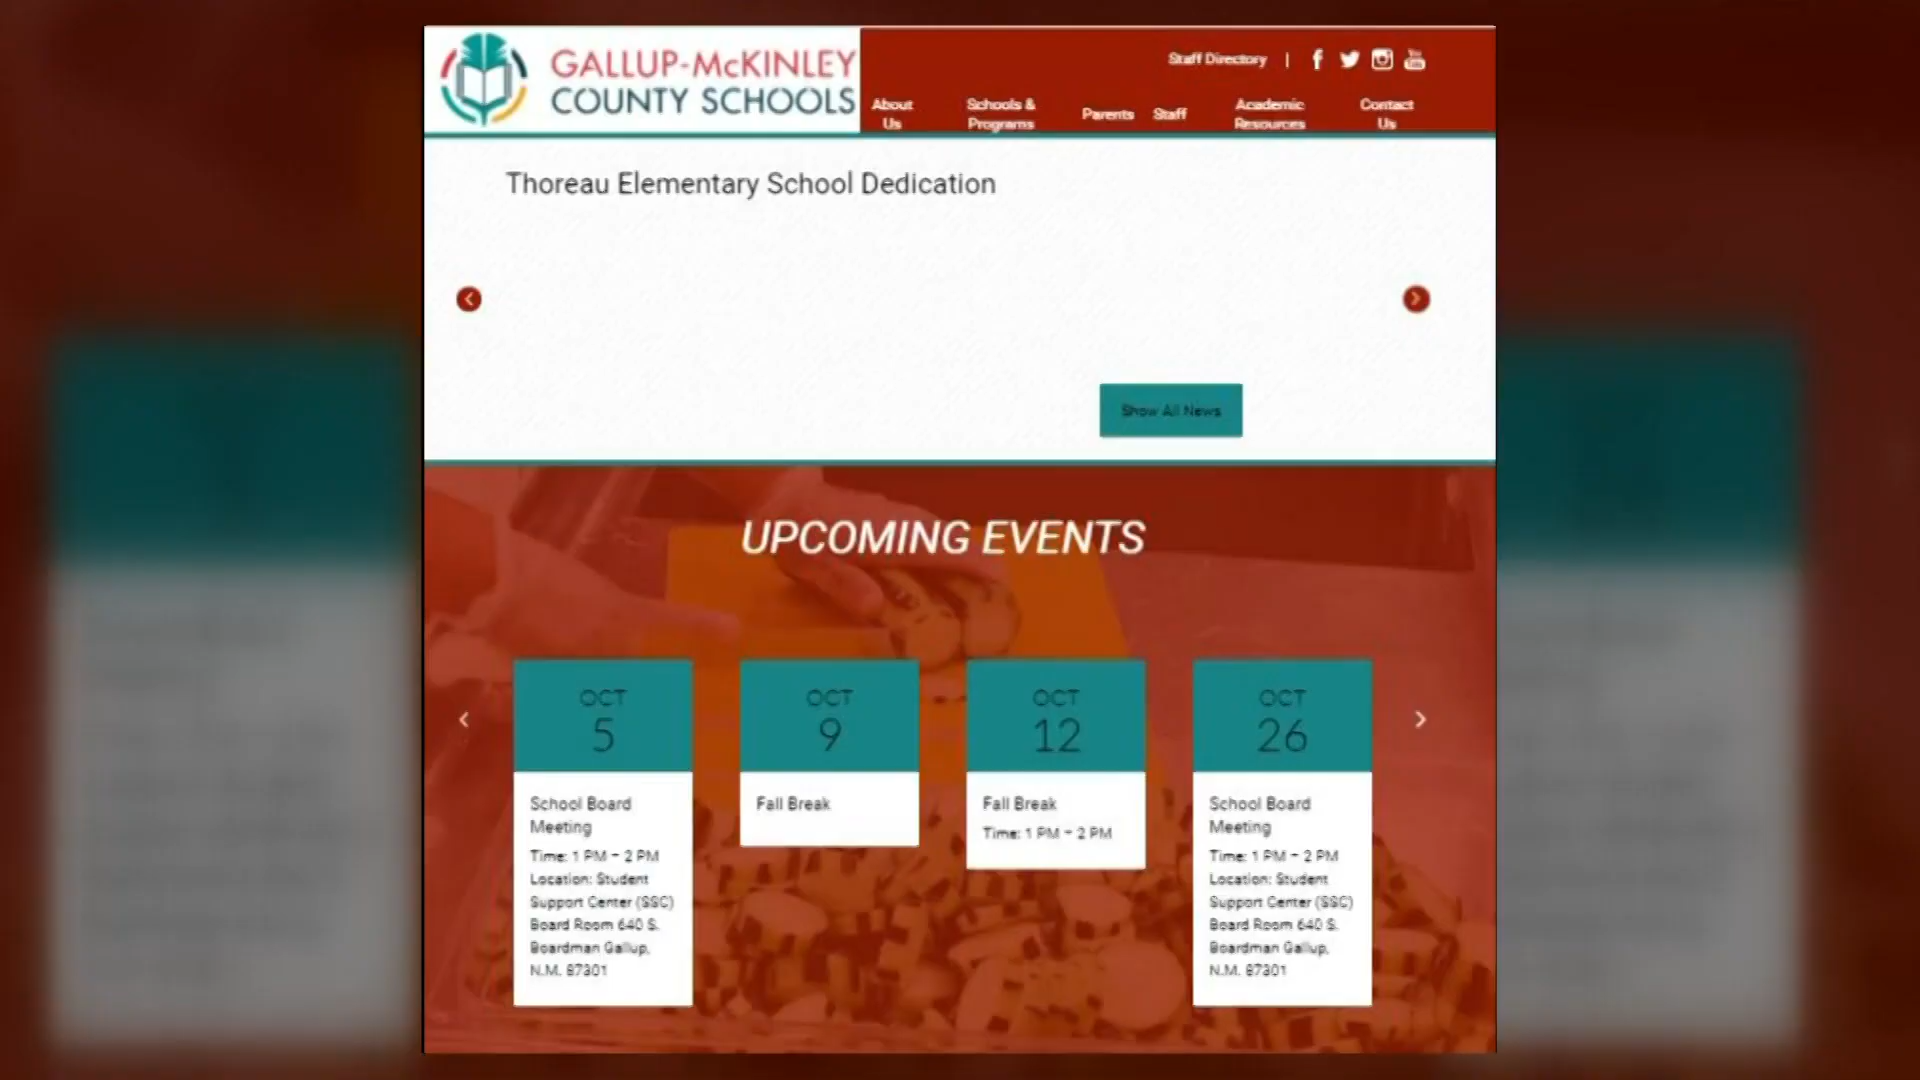 GALLUP-McKINLEY
COUNTY SCHOOLS
Staff Directory |
About
Us
Schools &
Programs
Parents
Staff
Academic
Resources
Contact
Us
Thoreau Elementary School Dedication
Show All News
UPCOMING EVENTS
OCT
5
School Board
Meeting
Time: 1 PM - 2 PM
Location: Student
Support Center (SSC)
Board Room 640 S.
Boardman Gallup,
N.M. 87301
OCT
9
Fall Break
OCT
12
Fall Break
Time: 1 PM - 2 PM
OCT
26
School Board
Meeting
Time: 1 PM - 2 PM
Location: Student
Support Center (SSC)
Board Room 640 S.
Boardman Gallup,
N.M. 87301